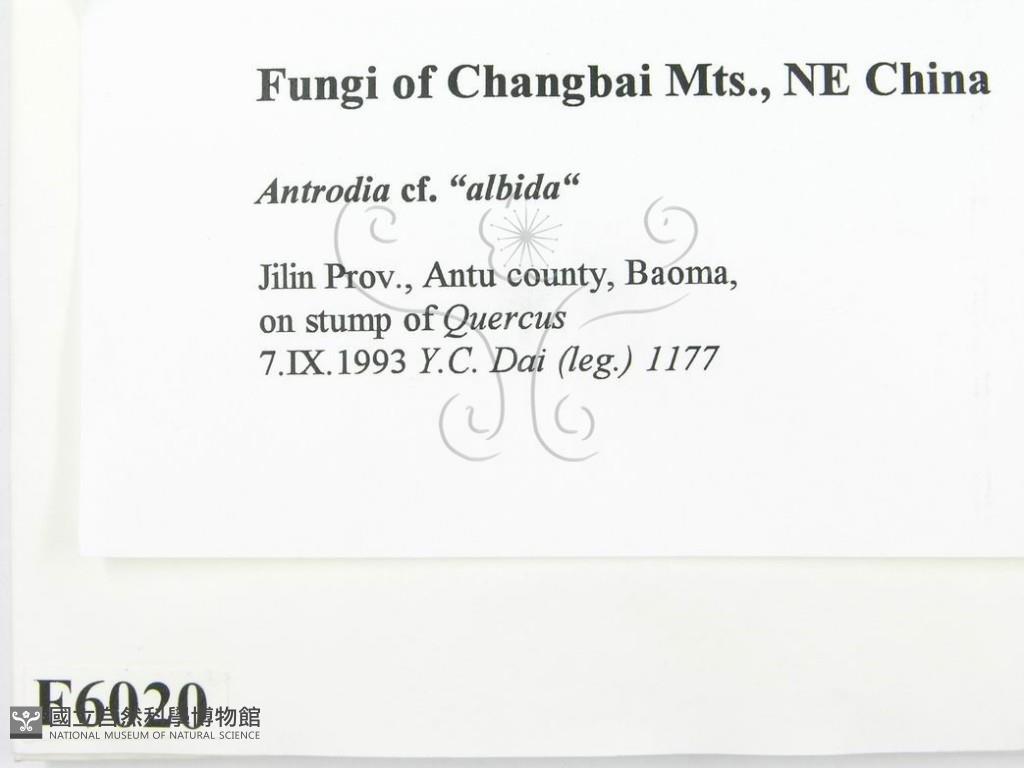 Fungi of Changbai Mts., NE China
Antrodia cf. “albida“
Jilin Prov., Antu county, Baoma,
on stump of Quercus
7.IX.1993 Y.C. Dai (leg.) 1177
F6020
國立自然科學博物館
NATIONAL MUSEUM OF NATURAL SCIENCE